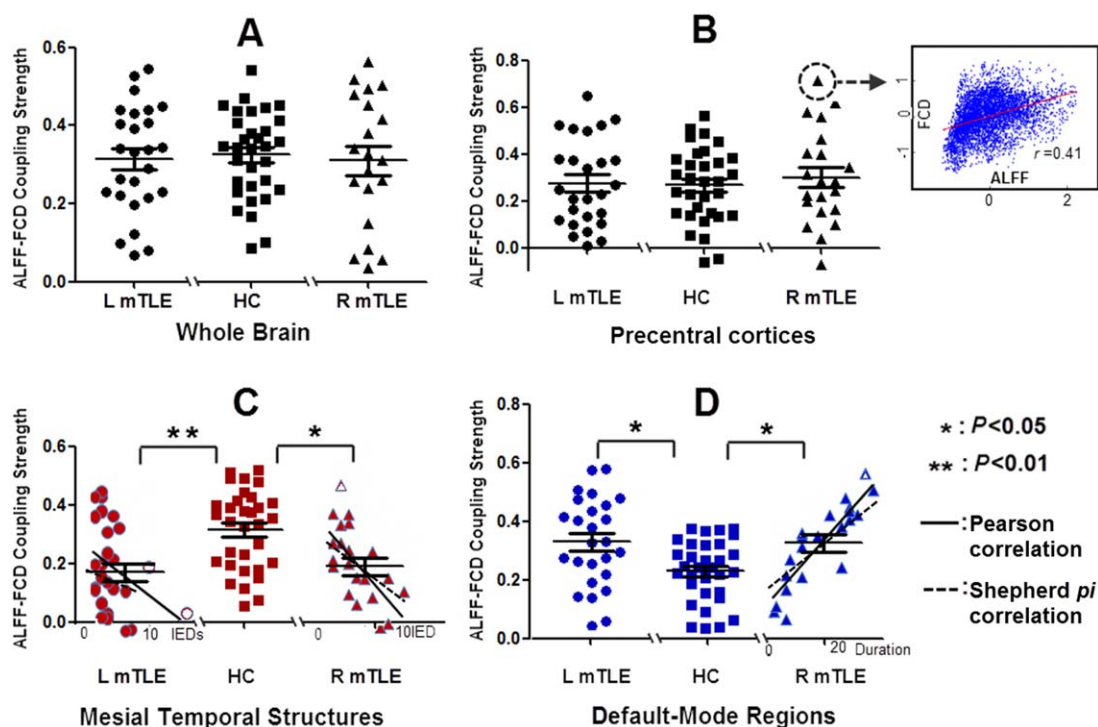 A
ALFF-FCD Coupling Strength
0.6
0.4
0.2
0.0
L mTLE HC R mTLE
Whole Brain
B
ALFF-FCD Coupling Strength
0.8
0.6
0.4
0.2
0.0
L mTLE HC R mTLE
Precentral cortices
FCD
1
0
-1
r =0.41
ALFF
0 2
C
ALFF-FCD Coupling Strength
0.6
0.4
0.2
0.0
** *
0 10 IEDs
0 10IED
L mTLE HC R mTLE
Mesial Temporal Structures
D
ALFF-FCD Coupling Strength
0.8
0.6
0.4
0.2
0.0
* *
0 20 Duration
L mTLE HC R mTLE
Default-Mode Regions
* : P<0.05
** : P<0.01
:Pearson
correlation
:Shepherd pi
correlation